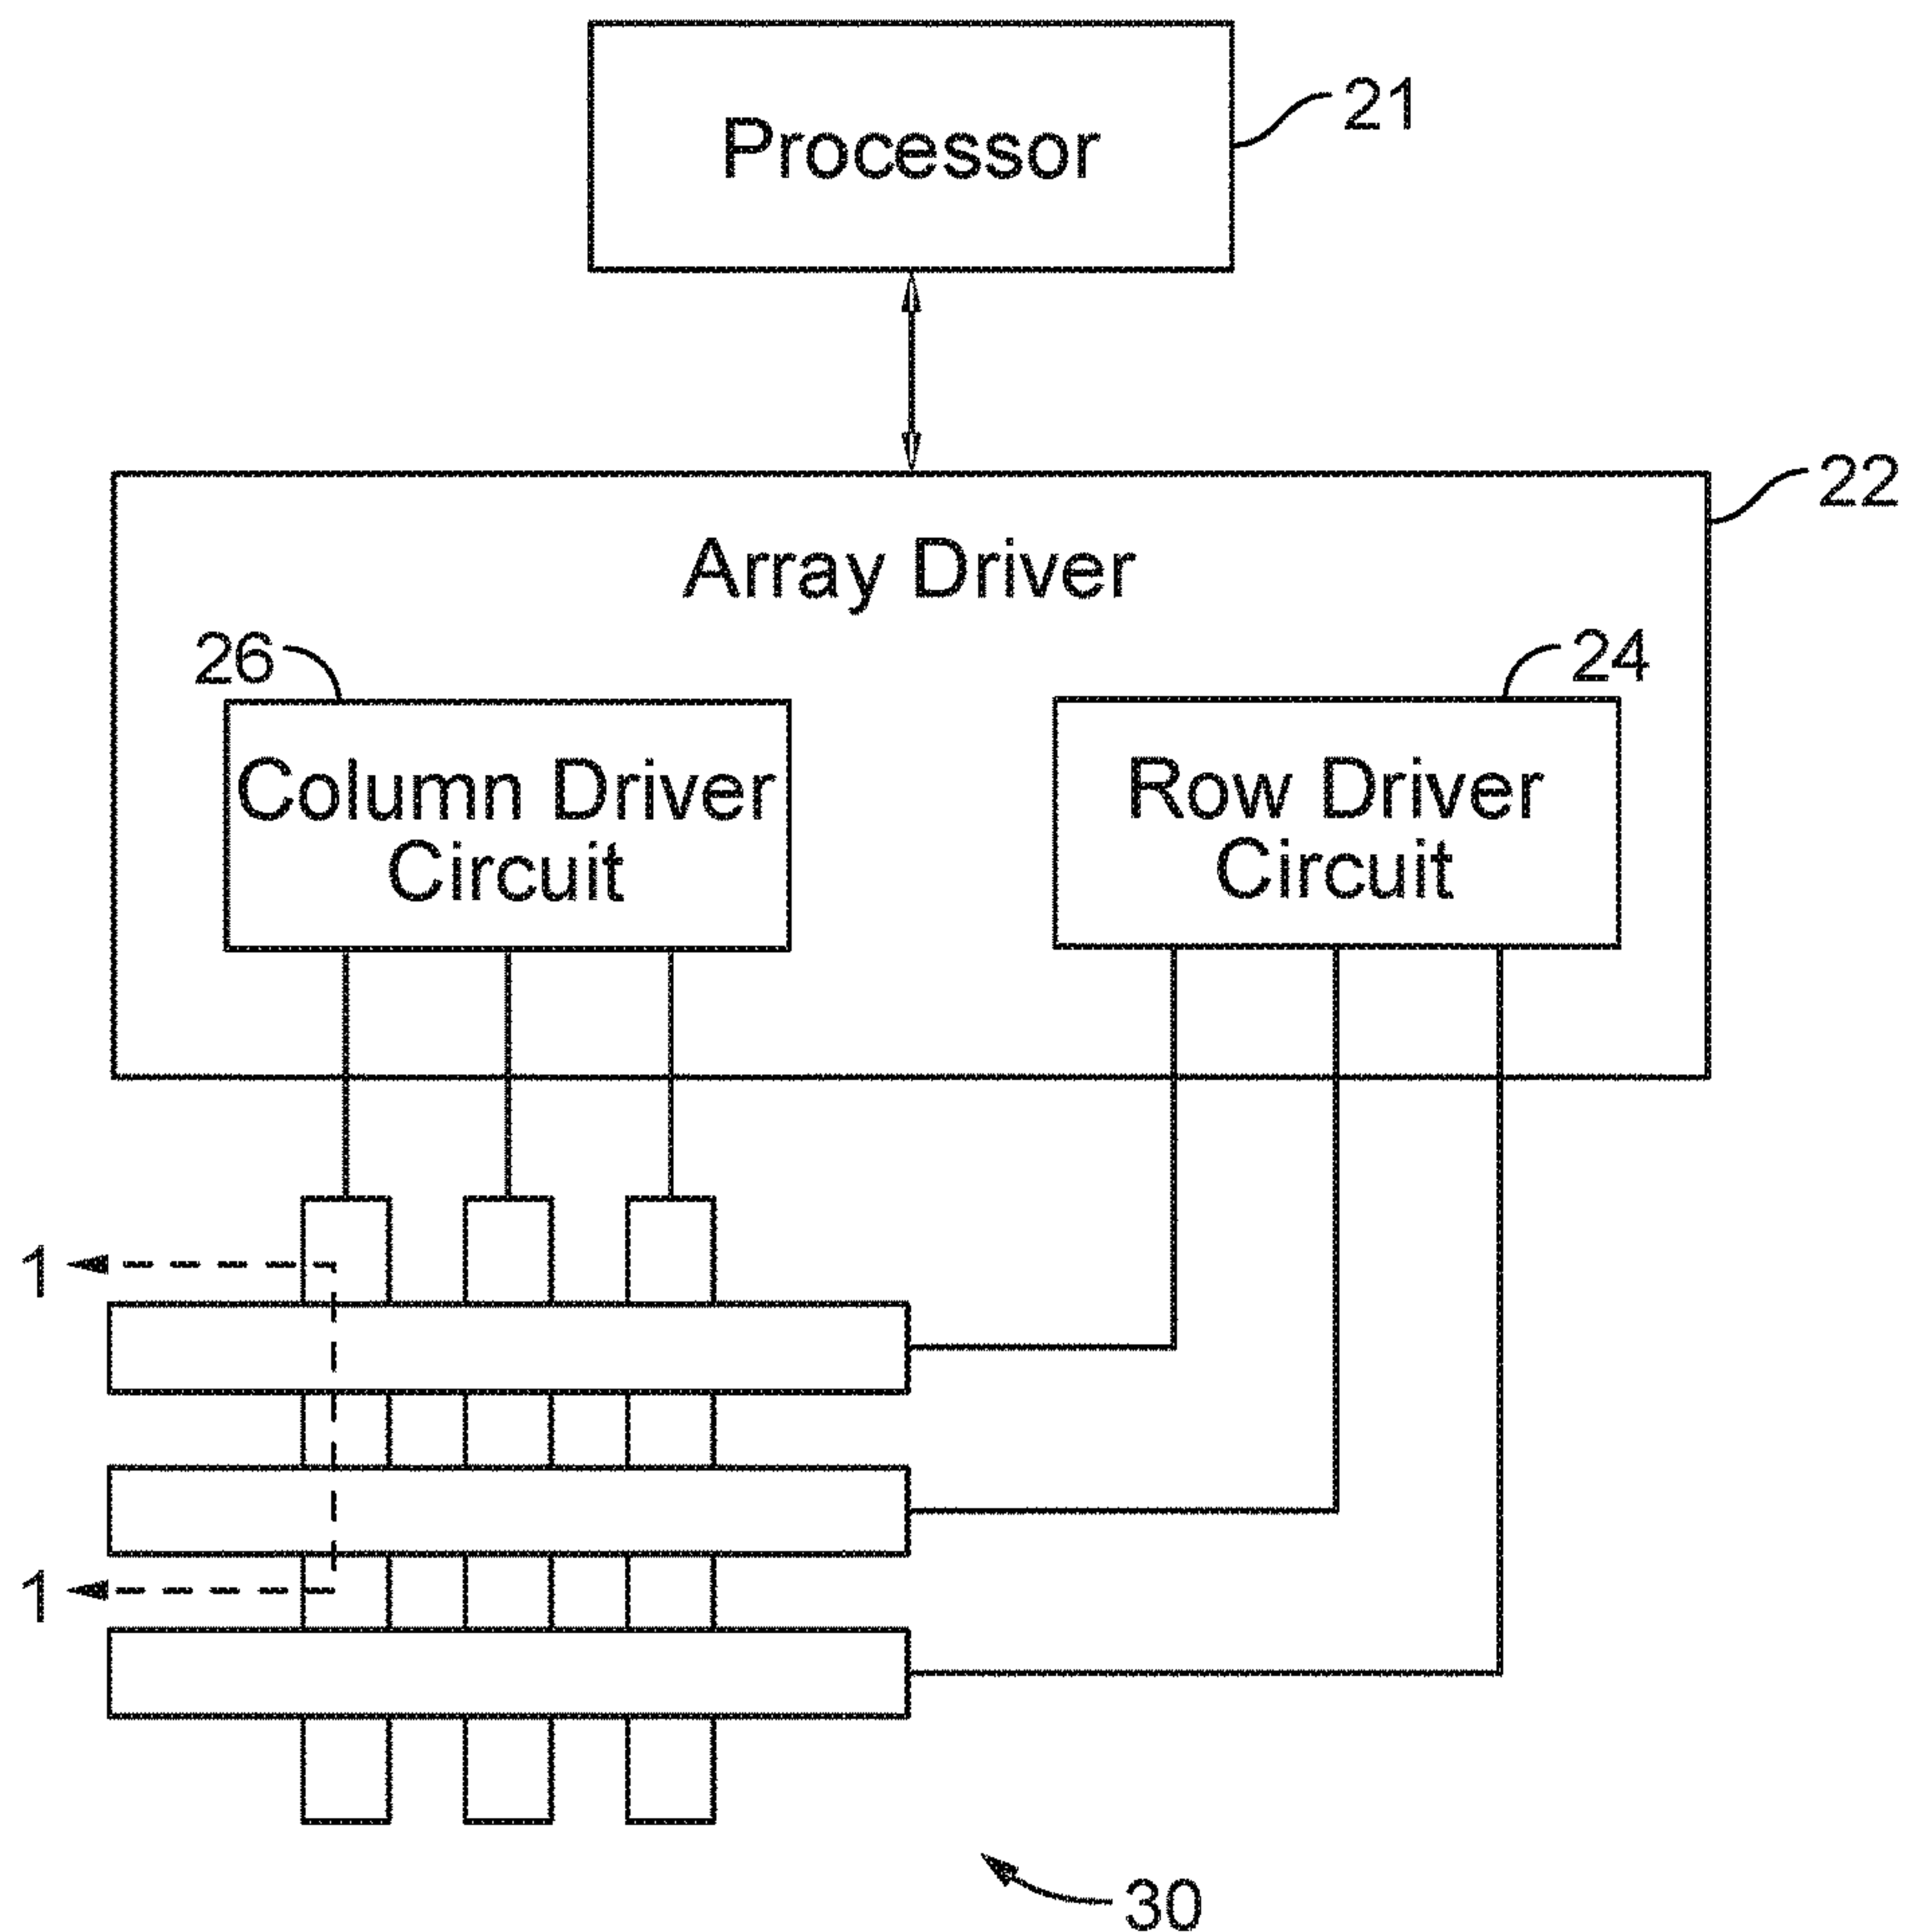 Processor
21
22
Array Driver
26
24
Column Driver
Circuit
Row Driver
Circuit
1
1
30